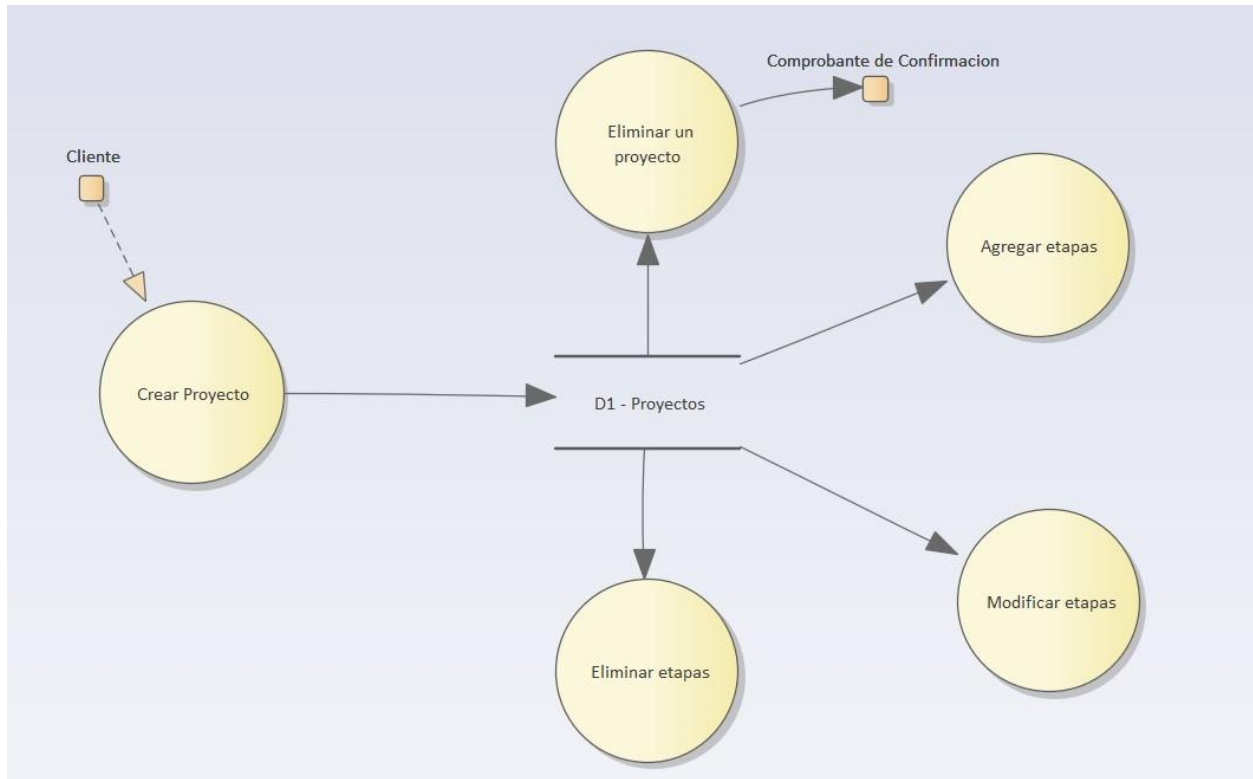 Comprobante de Confirmacion
Eliminar un
proyecto
Cliente
Agregar etapas
Crear Proyecto
D1 - Proyectos
Modificar etapas
Eliminar etapas